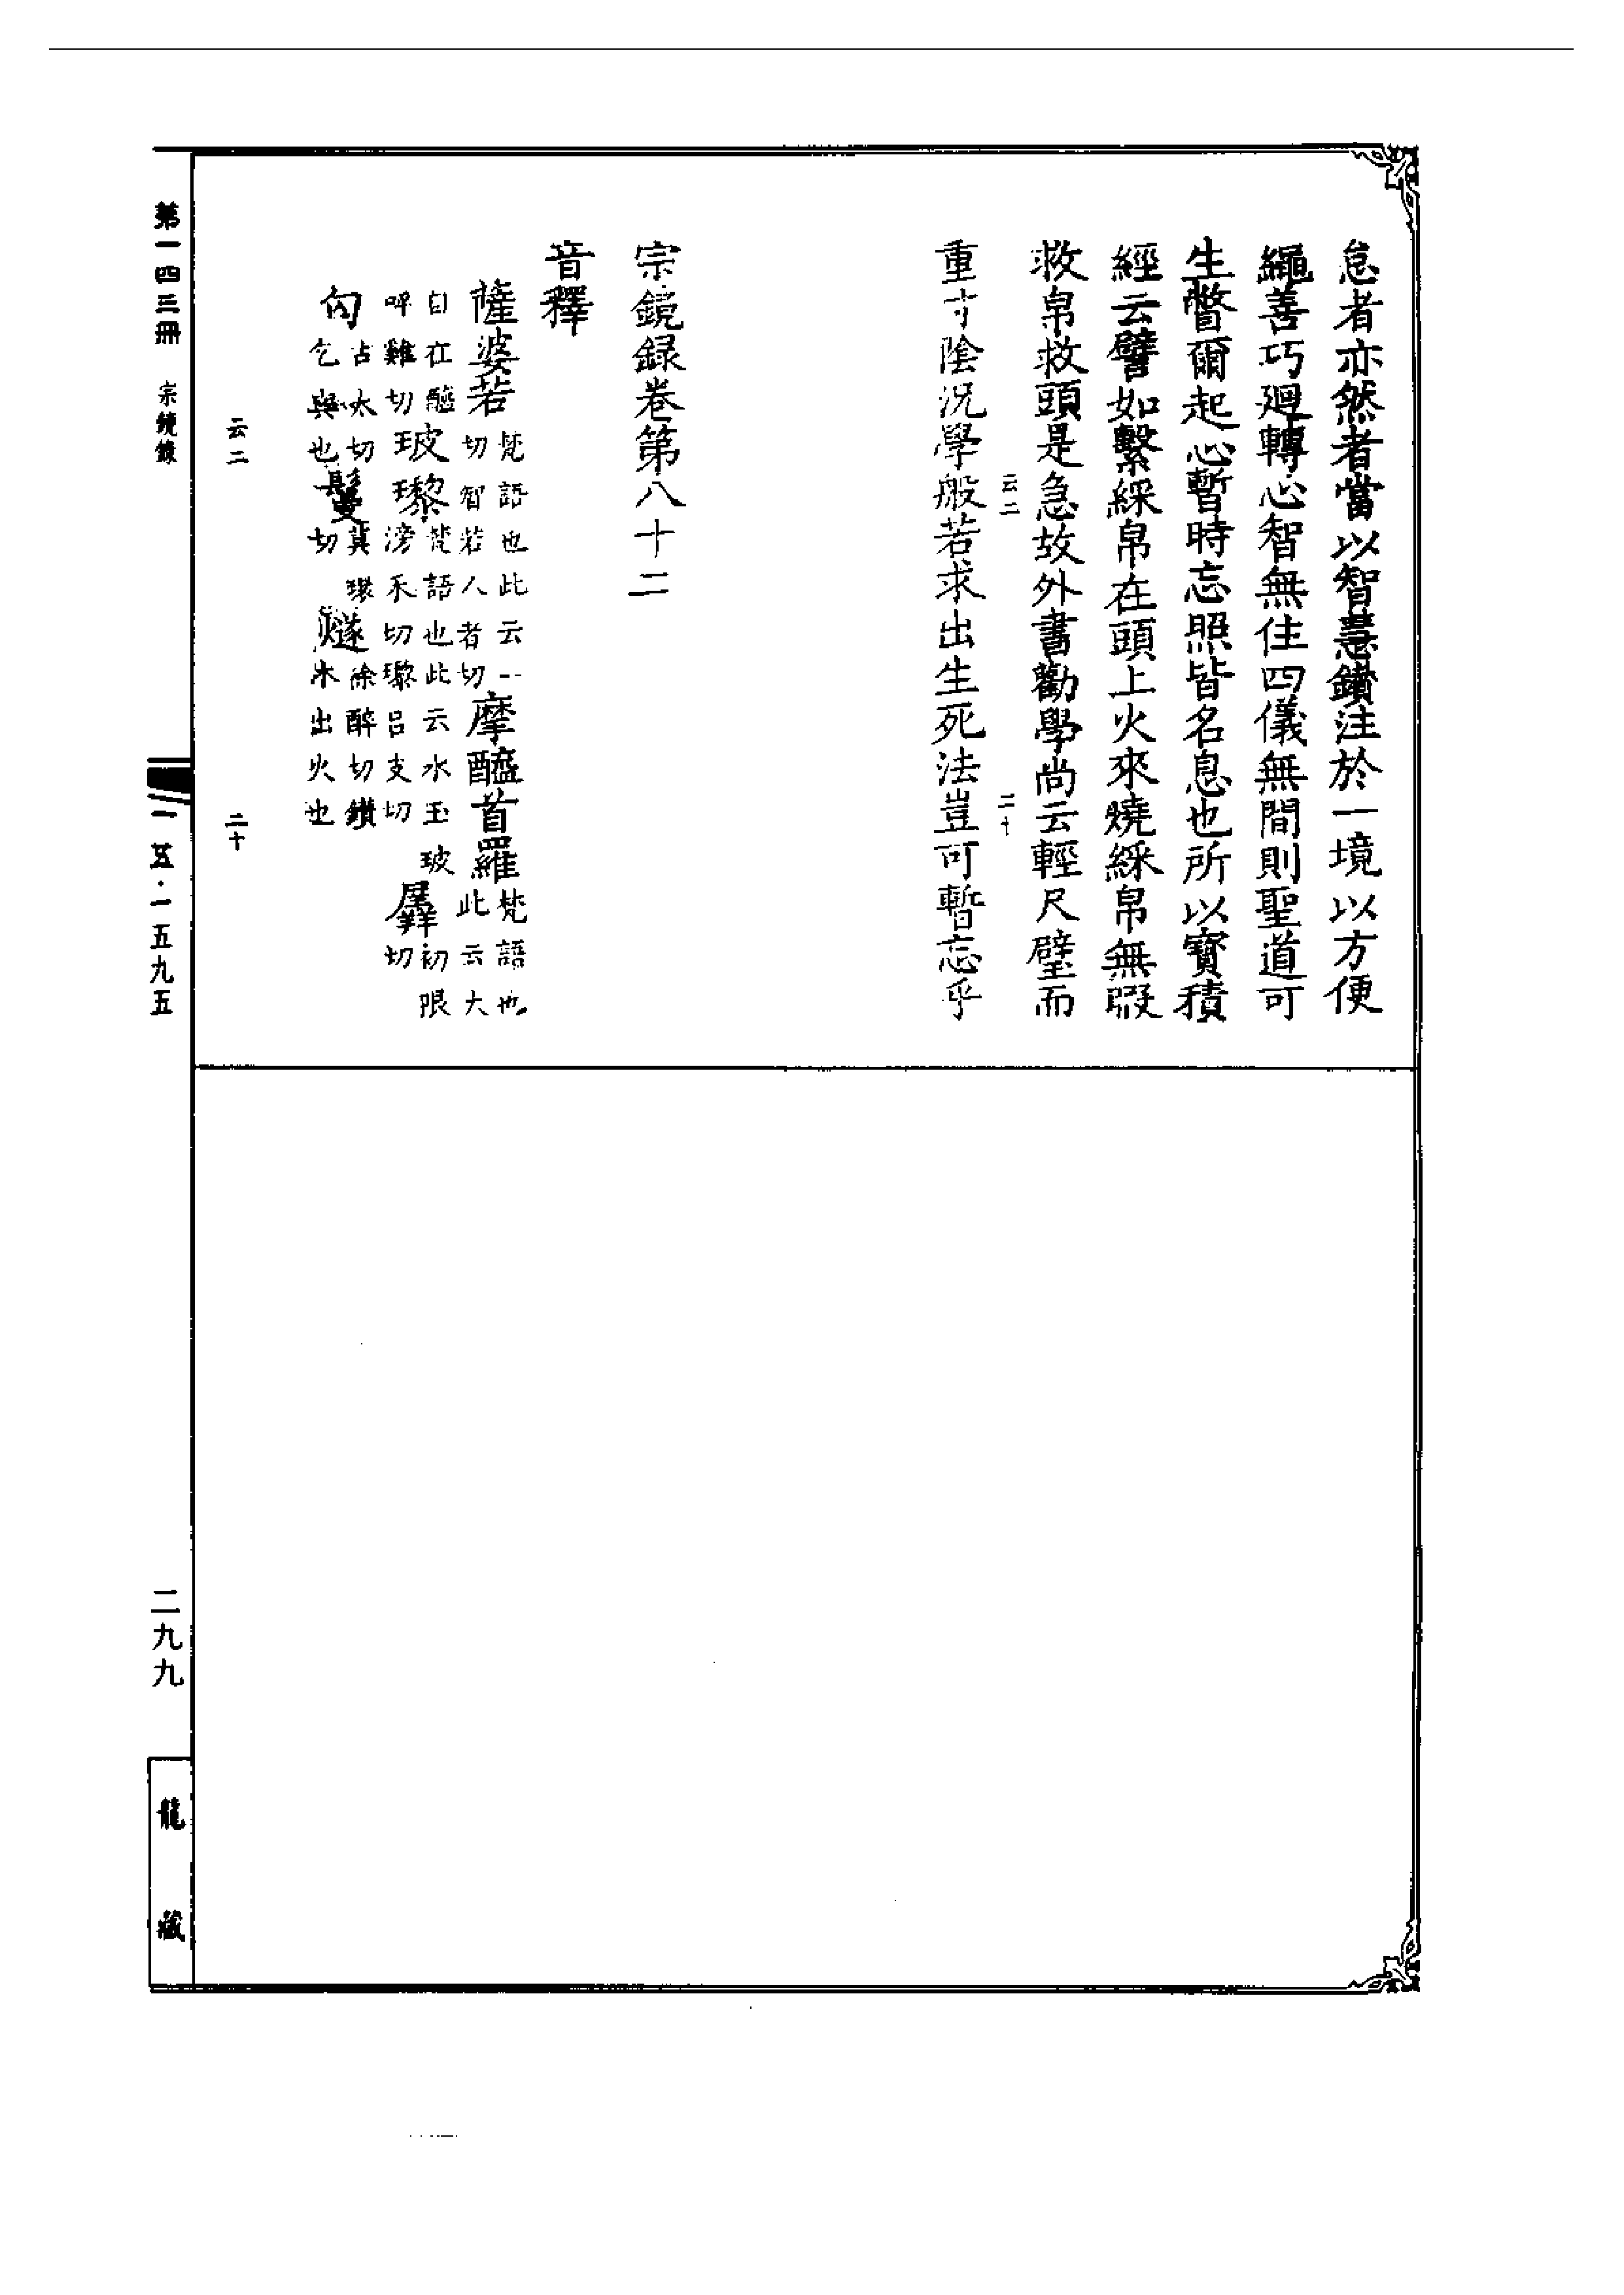 怠者亦然者當以智慧鑽注於一境以方便
繩善巧廻轉心智無住四儀無間則聖道可
生瞥爾起心暫時忘照皆名息也所以寶積
經云譬如繫綵帛在頭上火來燒綵帛無暇
救帛救頭是急故外書勸學尚云輕尺璧而
云二 二十
重寸陰況學般若求出生死法豈可暫忘乎
宗鏡録卷第八十二
音釋
薩婆若 梵語也此云一切智若人者切 摩醯首羅 梵語也此云大
自在醯呼雞切 玻瓈 梵語也此云水玉玻滂禾切瓈呂支切 羼 初限切
匃 古太切乞與也 鬘 莫環切 燧 徐醉切鑽木出火也
云二 二十
第一四三冊 宗鏡錄
一五·一五九五
二九九
龍藏